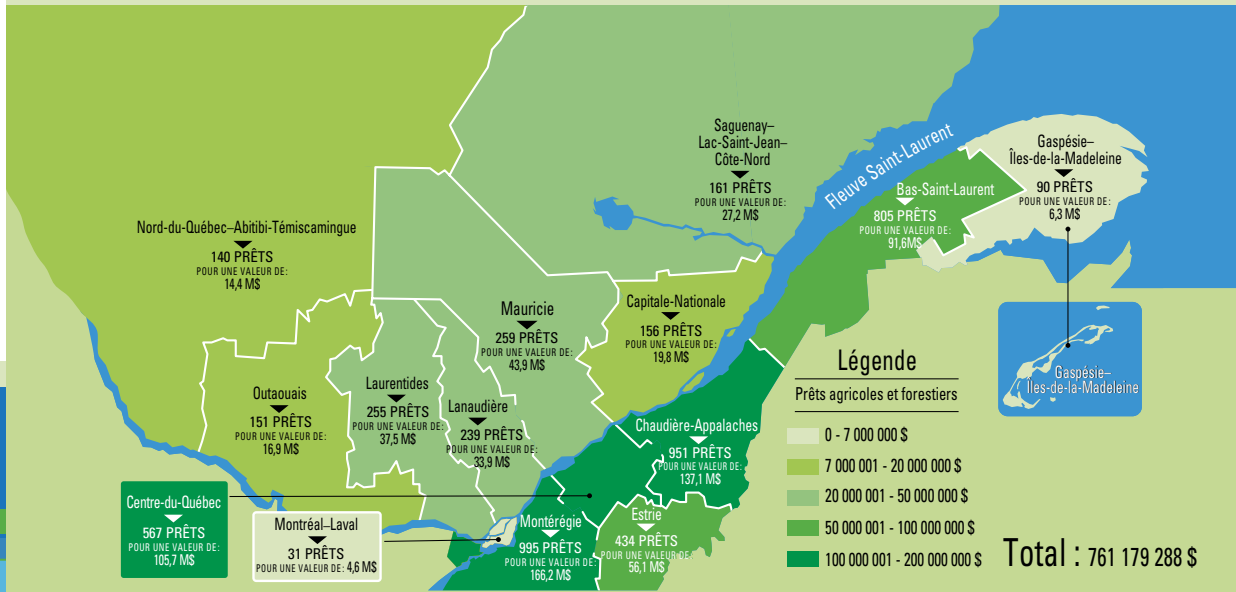 Nord-du-Québec–Abitibi-Témiscamingue
140 PRÊTS
POUR UNE VALEUR DE:
14,4 M$
Saguenay–
Lac-Saint-Jean–
Côte-Nord
161 PRÊTS
POUR UNE VALEUR DE:
27,2 M$
Fleuve Saint-Laurent
Bas-Saint-Laurent
805 PRÊTS
POUR UNE VALEUR DE:
91,6M$
Gaspésie–
Îles-de-la-Madeleine
90 PRÊTS
POUR UNE VALEUR DE:
6,3 M$
Mauricie
259 PRÊTS
POUR UNE VALEUR DE:
43,9 M$
Capitale-Nationale
156 PRÊTS
POUR UNE VALEUR DE:
19,8 M$
Outaouais
151 PRÊTS
POUR UNE VALEUR DE:
16,9 M$
Laurentides
255 PRÊTS
POUR UNE VALEUR DE:
37,5 M$
Lanaudière
239 PRÊTS
POUR UNE VALEUR DE:
33,9 M$
Chaudière-Appalaches
951 PRÊTS
POUR UNE VALEUR DE:
137,1 M$
Centre-du-Québec
567 PRÊTS
POUR UNE VALEUR DE:
105,7 M$
Montréal–Laval
31 PRÊTS
POUR UNE VALEUR DE: 4,6 M$
Montérégie
995 PRÊTS
POUR UNE VALEUR DE:
166,2 M$
Estrie
434 PRÊTS
POUR UNE VALEUR DE:
56,1 M$
Gaspésie–
Îles-de-la-Madeleine
Légende
Prêts agricoles et forestiers
0 - 7 000 000 $
7 000 001 - 20 000 000 $
20 000 001 - 50 000 000 $
50 000 001 - 100 000 000 $
100 000 001 - 200 000 000 $
Total : 761 179 288 $